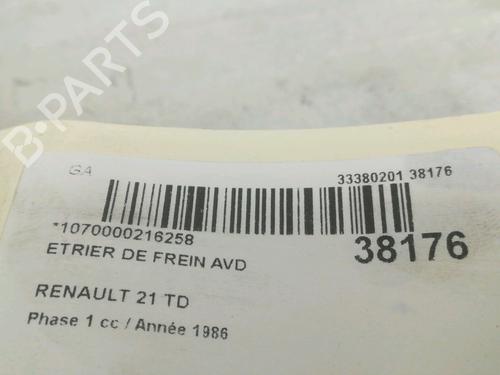 B-PARTS
GA
33380201 38176
*1070000216258
38176
ETRIER DE FREIN AVD
RENAULT 21 TD
Phase 1 cc / Année 1986